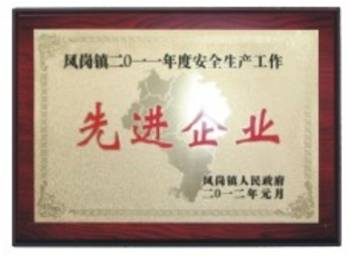 凤岗镇二〇一一年度安全生产工作
先进企业
凤岗镇人民政府
二〇一二年元月